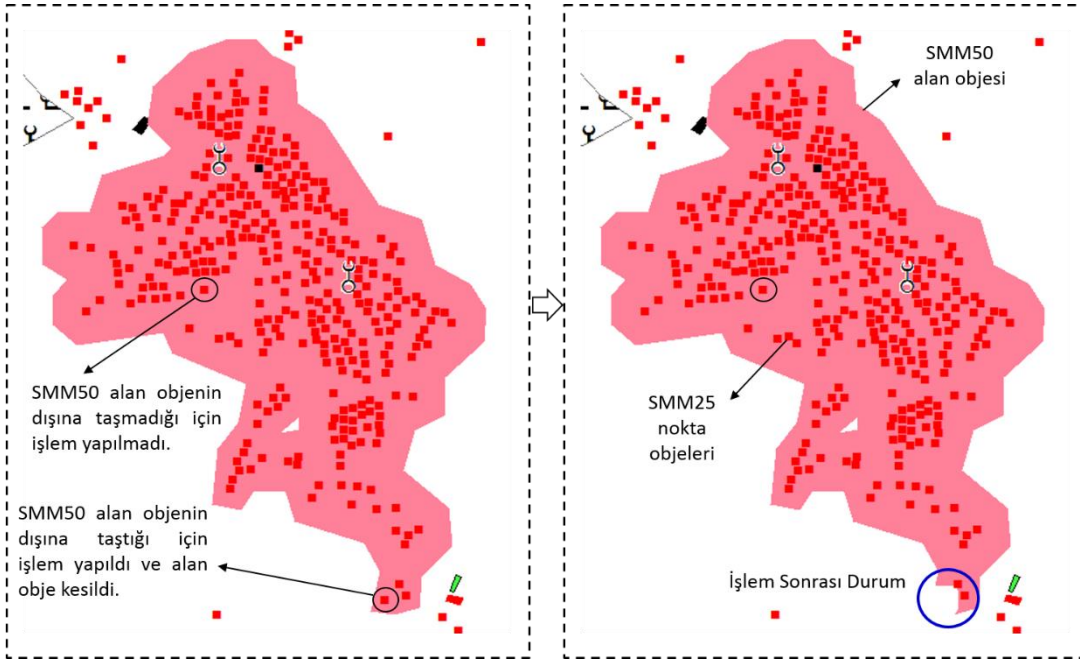 SMM50 alan objenin
dışına taşmadığı için
işlem yapılmadı.
SMM50 alan objenin
dışına taştığı için
işlem yapıldı ve alan
obje kesildi.
SMM50
alan objesi
SMM25
nokta
objeleri
İşlem Sonrası Durum